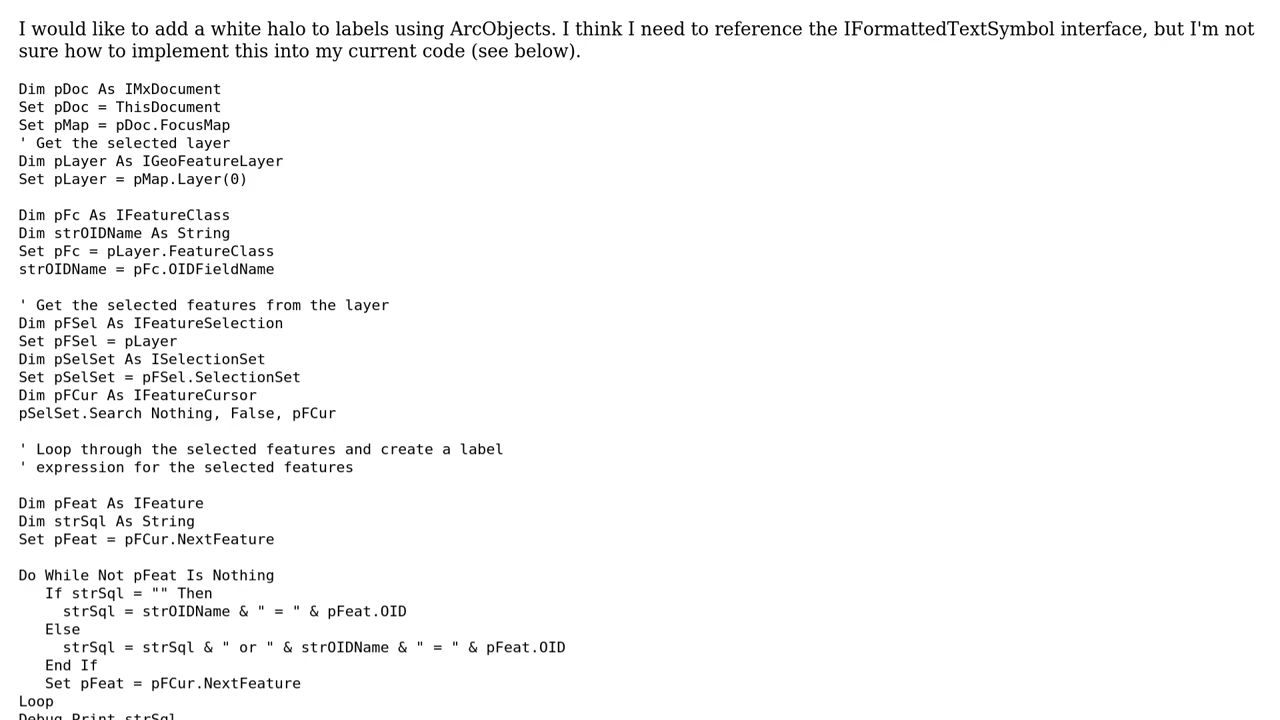 I would like to add a white halo to labels using ArcObjects. I think I need to reference the IFormattedTextSymbol interface, but I'm not
sure how to implement this into my current code (see below).
Dim pDoc As IMxDocument
Set pDoc = ThisDocument
Set pMap = pDoc.FocusMap
' Get the selected layer
Dim pLayer As IGeoFeatureLayer
Set pLayer = pMap.Layer(0)
Dim pFc As IFeatureClass
Dim strOIDName As String
Set pFc = pLayer.FeatureClass
strOIDName = pFc.OIDFieldName
' Get the selected features from the layer
Dim pFSel As IFeatureSelection
Set pFSel = pLayer
Dim pSelSet As ISelectionSet
Set pSelSet = pFSel.SelectionSet
Dim pFCur As IFeatureCursor
pSelSet.Search Nothing, False, pFCur
' Loop through the selected features and create a label
' expression for the selected features
Dim pFeat As IFeature
Dim strSql As String
Set pFeat = pFCur.NextFeature
Do While Not pFeat Is Nothing
   If strSql = "" Then
     strSql = strOIDName & " = " & pFeat.OID
   Else
     strSql = strSql & " or " & strOIDName & " = " & pFeat.OID
   End If
   Set pFeat = pFCur.NextFeature
Loop
Debug.Print strSql